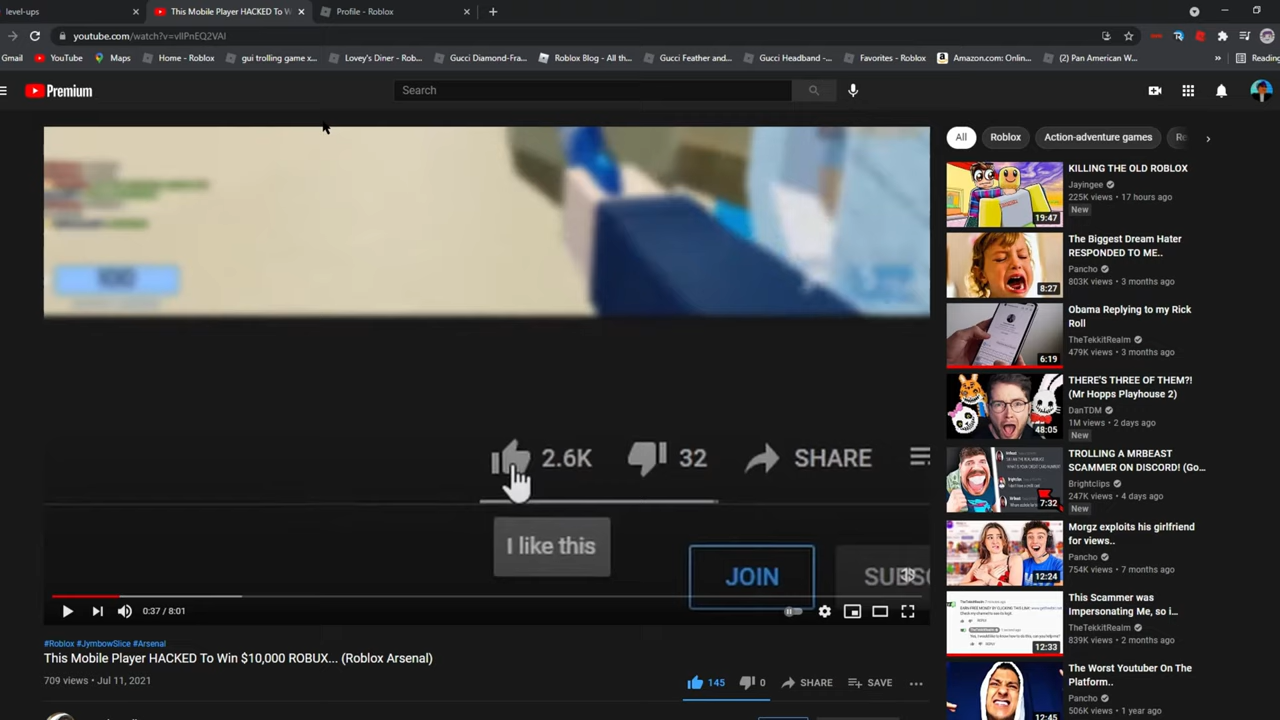 level-ups
This Mobile Player HACKED To W
Profile - Roblox
youtube.com/watch?v=vlIPnEQ2VAI
Gmail
YouTube
Maps
Home - Roblox
gui trolling game x...
Lovey's Diner - Rob...
Gucci Diamond-Fra...
Roblox Blog - All th...
Gucci Feather and...
Gucci Headband -...
Favorites - Roblox
Amazon.com: Onlin...
(2) Pan American W...
»
Reading
Premium
Search
All
Roblox
Action-adventure games
Re
KILLING THE OLD ROBLOX
Jayingee
225K views • 17 hours ago
New
19:47
The Biggest Dream Hater
RESPONDED TO ME..
Pancho
803K views • 3 months ago
8:27
Obama Replying to my Rick
Roll
TheTekkitRealm
479K views • 3 months ago
6:19
THERE'S THREE OF THEM?!
(Mr Hopps Playhouse 2)
DanTDM
1M views • 2 days ago
New
48:05
TROLLING A MRBEAST
SCAMMER ON DISCORD! (Go...
Brightclips
247K views • 4 days ago
New
7:32
Morgz exploits his girlfriend
for views..
Pancho
754K views • 7 months ago
12:24
This Scammer was
Impersonating Me, so i...
TheTekkitRealm
839K views • 2 months ago
12:33
The Worst Youtuber On The
Platform..
Pancho
506K views • 1 year ago
12:45
2.6K
32
SHARE
I like this
JOIN
SUBSC
0:37 / 8:01
#Roblox #JymbowSlice #Arsenal
This Mobile Player HACKED To Win $10,000 ROBUX... (Roblox Arsenal)
709 views • Jul 11, 2021
145
0
SHARE
SAVE